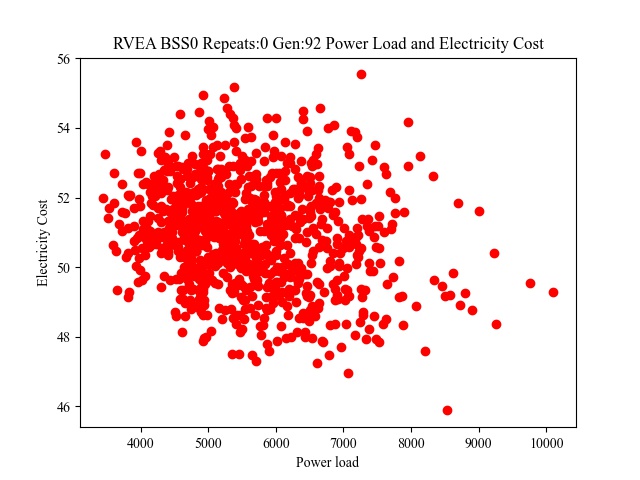 RVEA BSS0 Repeats:0 Gen:92 Power Load and Electricity Cost
56
54
52
50
48
46
Electricity Cost
4000 5000 6000 7000 8000 9000 10000
Power load